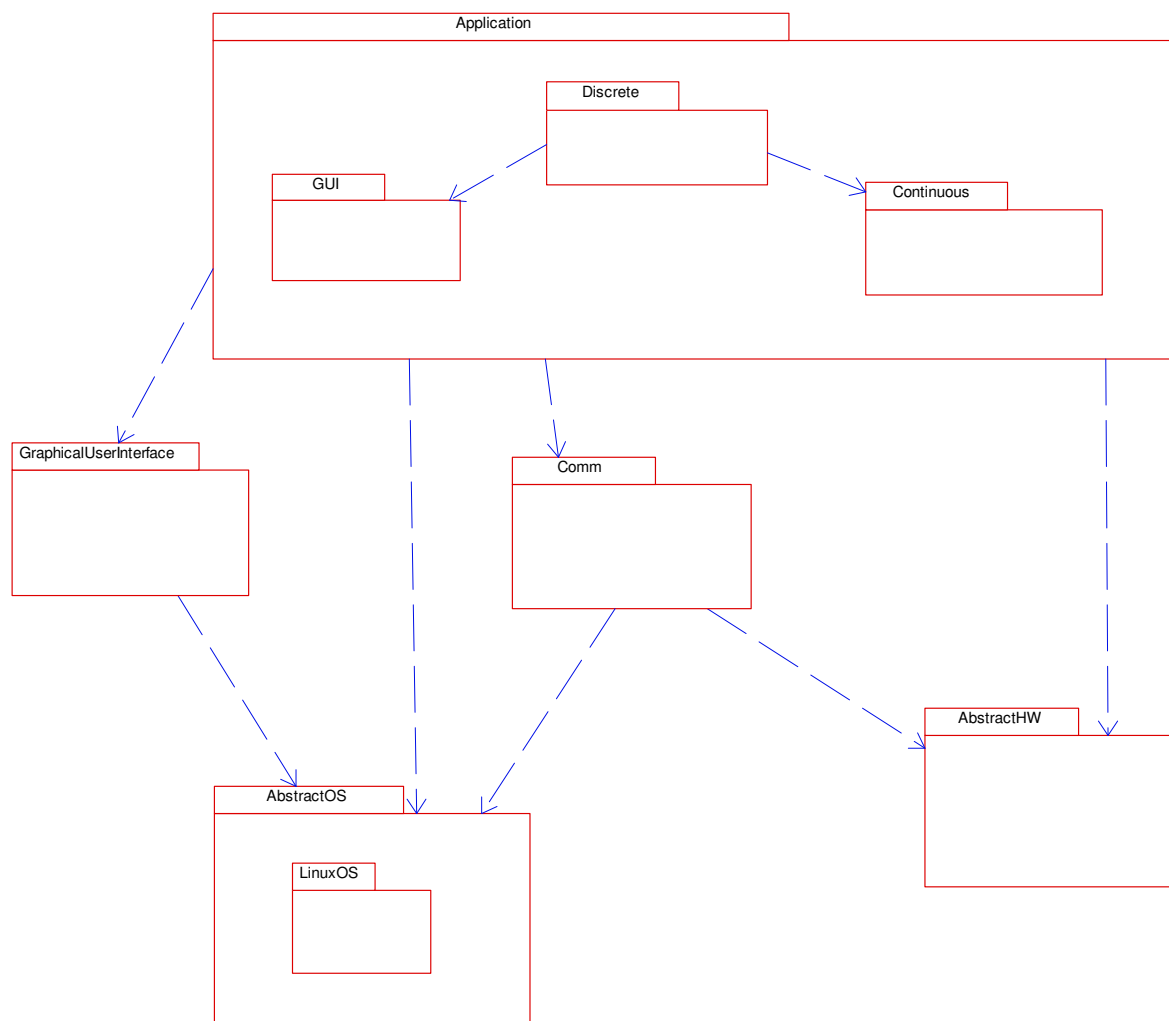 Application
Discrete
GUI
Continuous
GraphicalUserInterface
Comm
AbstractHW
AbstractOS
LinuxOS